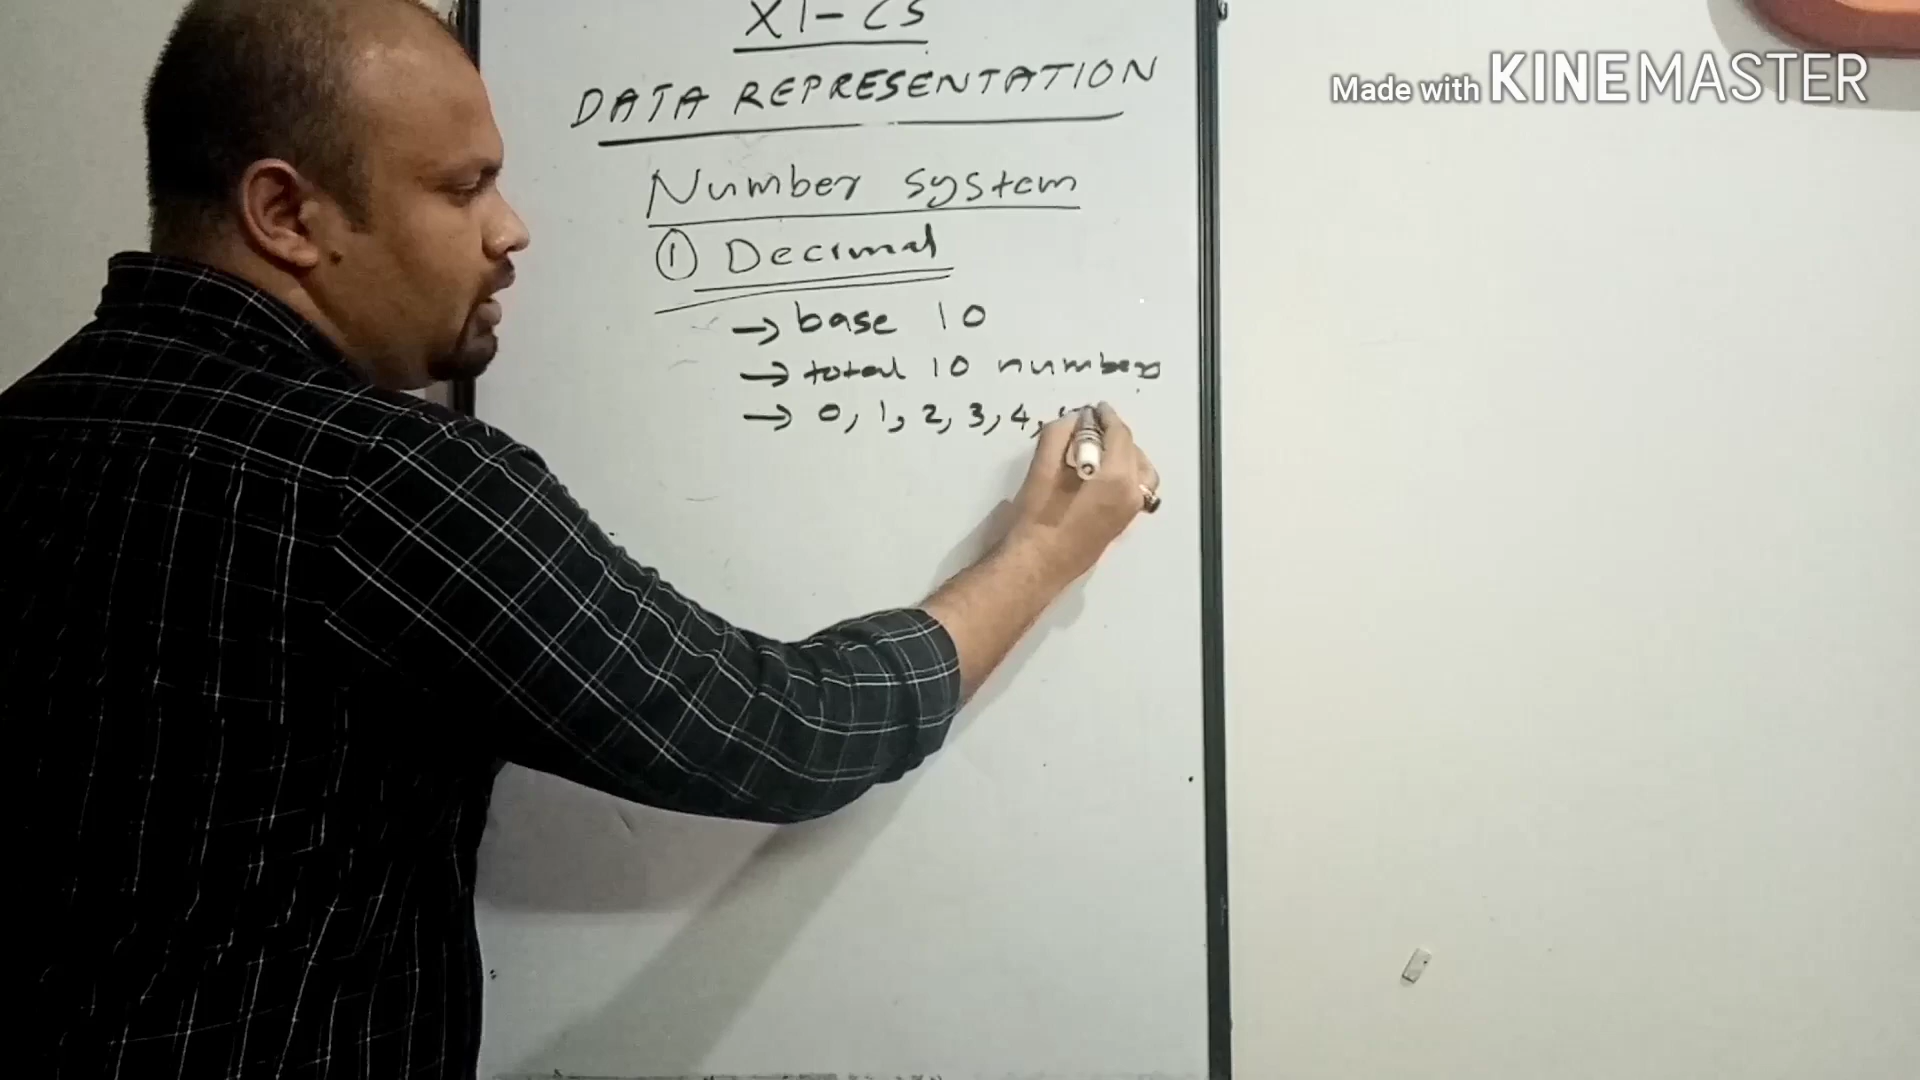 XI-CS
Made with KINEMASTER
DATA REPRESENTATION
Number system
① Decimal
→ base 10
→ total 10 numbers
→ 0, 1, 2, 3, 4,